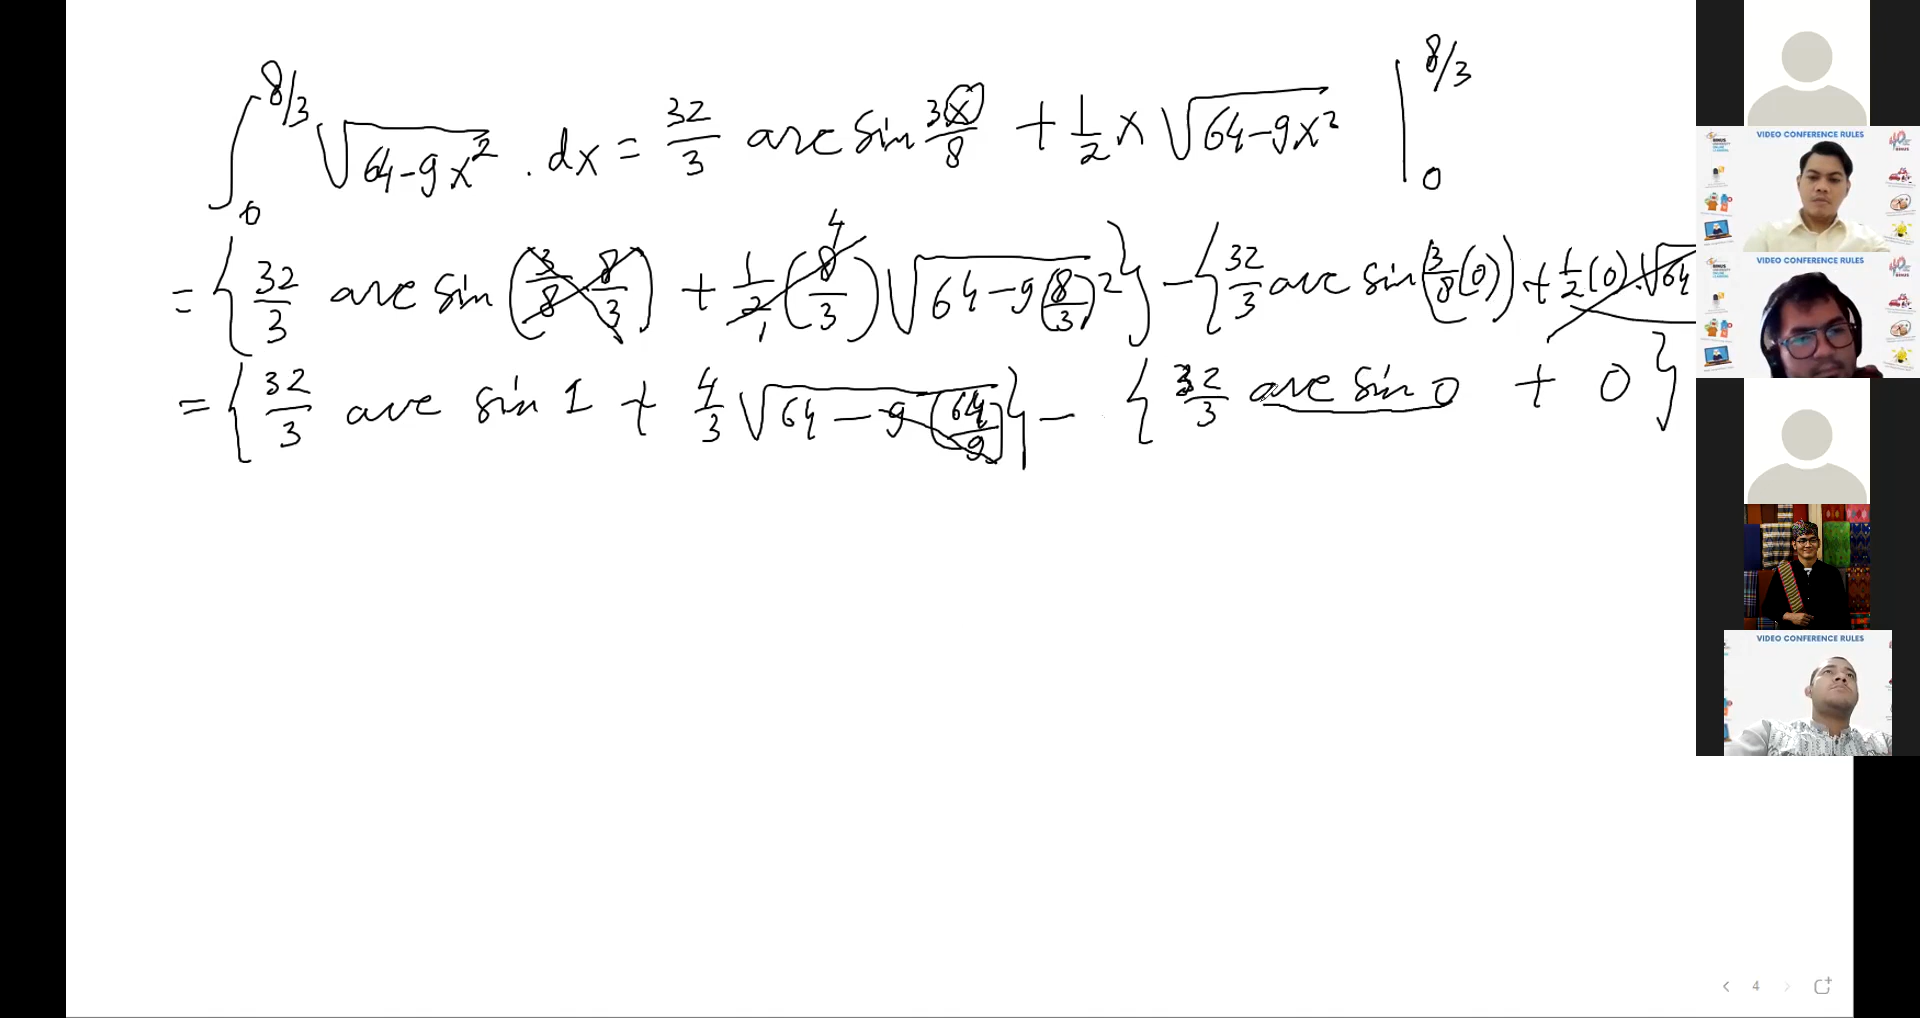 ∫₀^{8/3} √(64-9x²) . dx = 32/3 arc sin 3x/8 + 1/2 x √(64-9x²) |₀^{8/3}
= { 32/3 arc sin (3/8 8/3) + 1/2 (8/3) √(64-9(8/3)²) } - { 32/3 arc sin (3/8 (0)) + 1/2 (0) . √64
4
1
= { 32/3 arc sin 1 + 4/3 √(64 - 9 (64/9)) } - { 32/3 arc sin 0 + 0 }
VIDEO CONFERENCE RULES
VIDEO CONFERENCE RULES
VIDEO CONFERENCE RULES
4